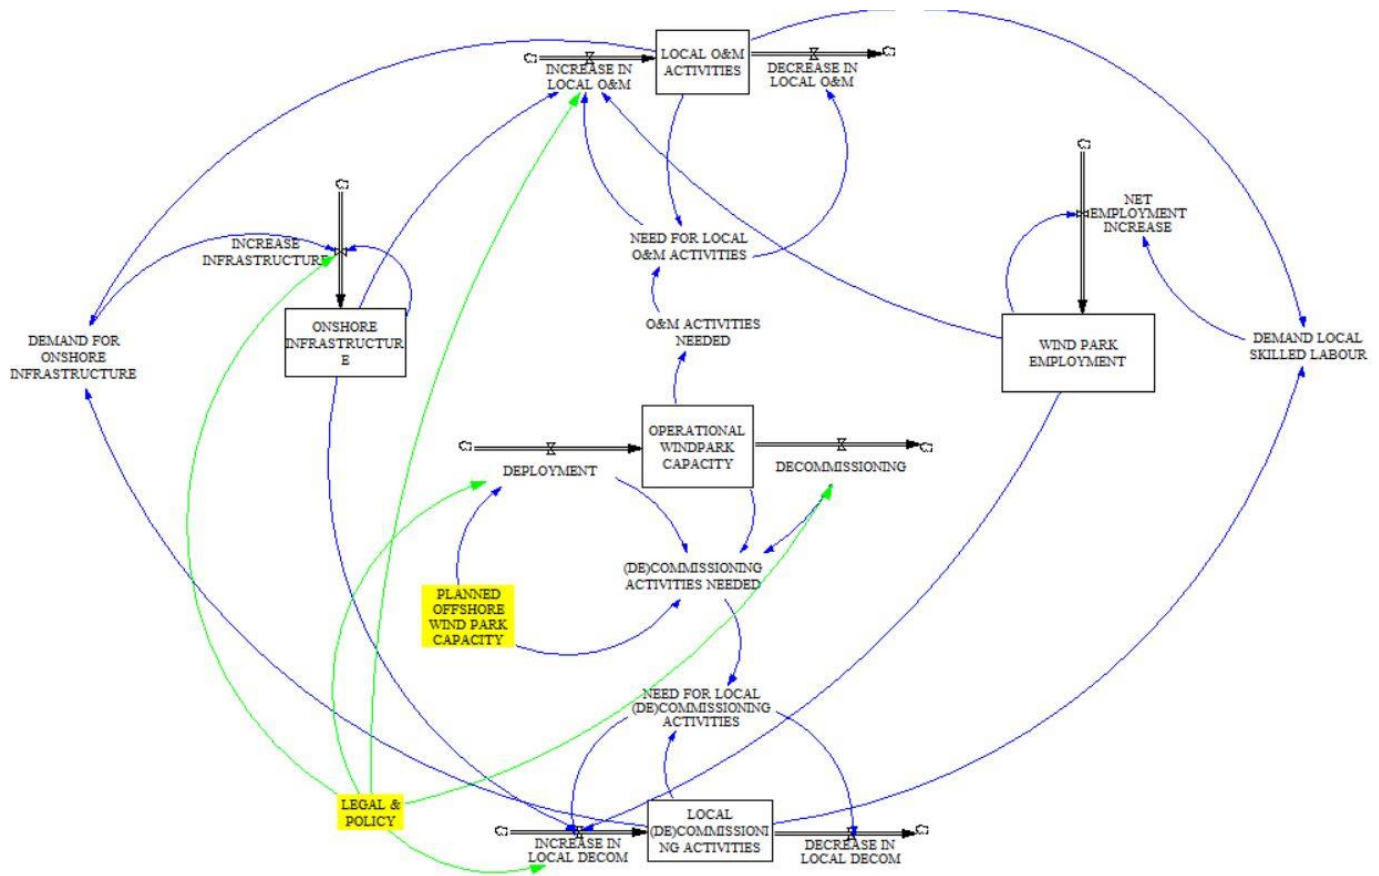 LOCAL O&M
ACTIVITIES
INCREASE IN
LOCAL O&M
DECREASE IN
LOCAL O&M
NET
EMPLOYMENT
INCREASE
INCREASE
INFRASTRUCTURE
NEED FOR LOCAL
O&M ACTIVITIES
DEMAND FOR
ONSHORE
INFRASTRUCTURE
ONSHORE
INFRASTRUCTUR
E
O&M ACTIVITIES
NEEDED
WIND PARK
EMPLOYMENT
DEMAND LOCAL
SKILLED LABOUR
OPERATIONAL
WINDPARK
CAPACITY
DEPLOYMENT
DECOMMISSIONING
(DE)COMMISSIONING
ACTIVITIES NEEDED
PLANNED
OFFSHORE
WIND PARK
CAPACITY
NEED FOR LOCAL
(DE)COMMISSIONING
ACTIVITIES
LEGAL &
POLICY
LOCAL
(DE)COMMISSIONI
NG ACTIVITIES
INCREASE IN
LOCAL DECOM
DECREASE IN
LOCAL DECOM